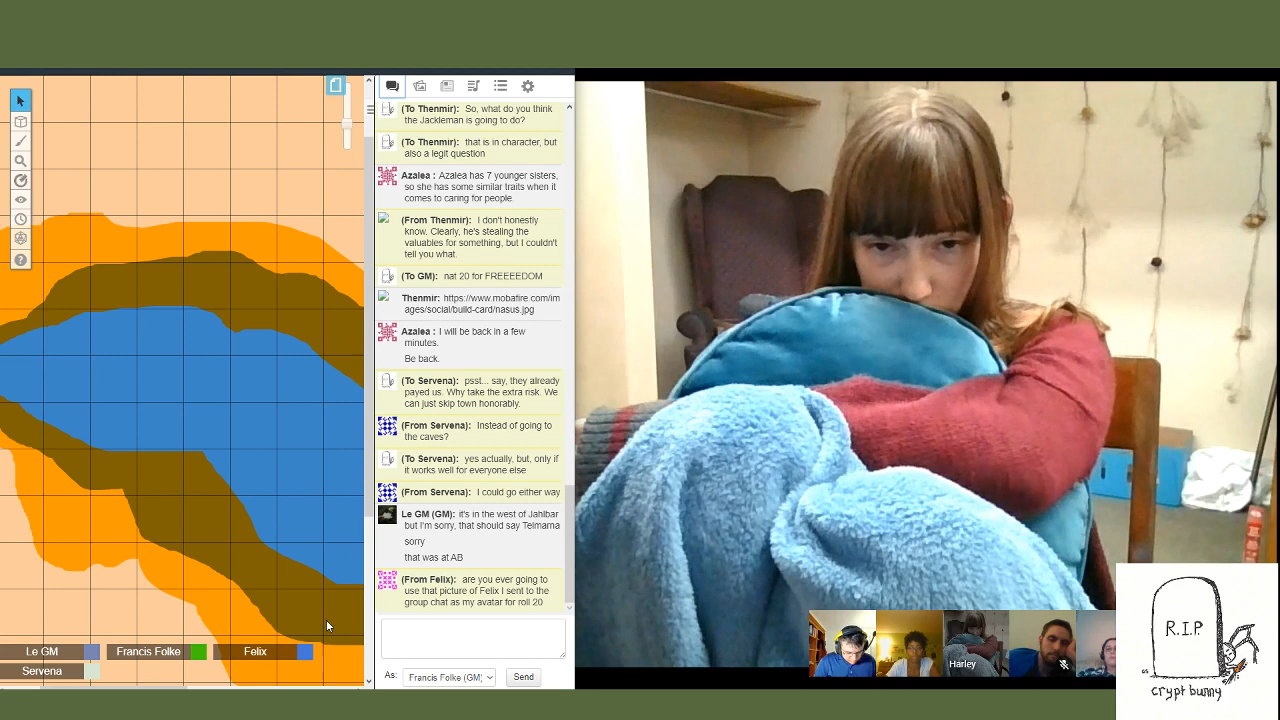 (To Thenmir): So, what do you think
the Jackleman is going to do?
(To Thenmir): that is in character, but
also a legit question
Azalea : Azalea has 7 younger sisters,
so she has some similar traits when it
comes to caring for people.
(From Thenmir): I don't honestly
know. Clearly, he's stealing the
valuables for something, but I couldn't
tell you what.
(To GM): nat 20 for FREEEEDOM
Thenmir: https://www.mobafire.com/im
ages/social/build-card/nasus.jpg
Azalea : I will be back in a few
minutes.
Be back.
(To Servena): psst... say, they already
payed us. Why take the extra risk. We
can just skip town honorably.
(From Servena): Instead of going to
the caves?
(To Servena): yes actually, but, only if
it works well for everyone else
(From Servena): I could go either way
Le GM (GM): it's in the west of Jahlbar
but I'm sorry, that should say Telmarna
sorry
that was at AB
(From Felix): are you ever going to
use that picture of Felix I sent to the
group chat as my avatar for roll 20
As: Francis Folke (GM) Send
Le GM Francis Folke Felix
Servena
Harley
R.I.P
crypt bunny